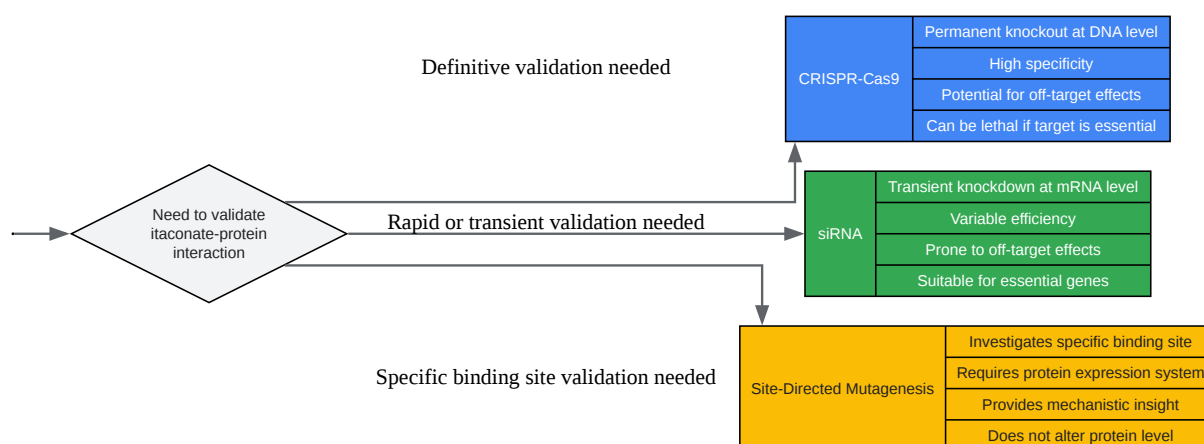 Definitive validation needed
CRISPR-Cas9
Permanent knockout at DNA level
High specificity
Potential for off-target effects
Can be lethal if target is essential
Need to validate
itaconate-protein
interaction
Rapid or transient validation needed
siRNA
Transient knockdown at mRNA level
Variable efficiency
Prone to off-target effects
Suitable for essential genes
Specific binding site validation needed
Site-Directed Mutagenesis
Investigates specific binding site
Requires protein expression system
Provides mechanistic insight
Does not alter protein level